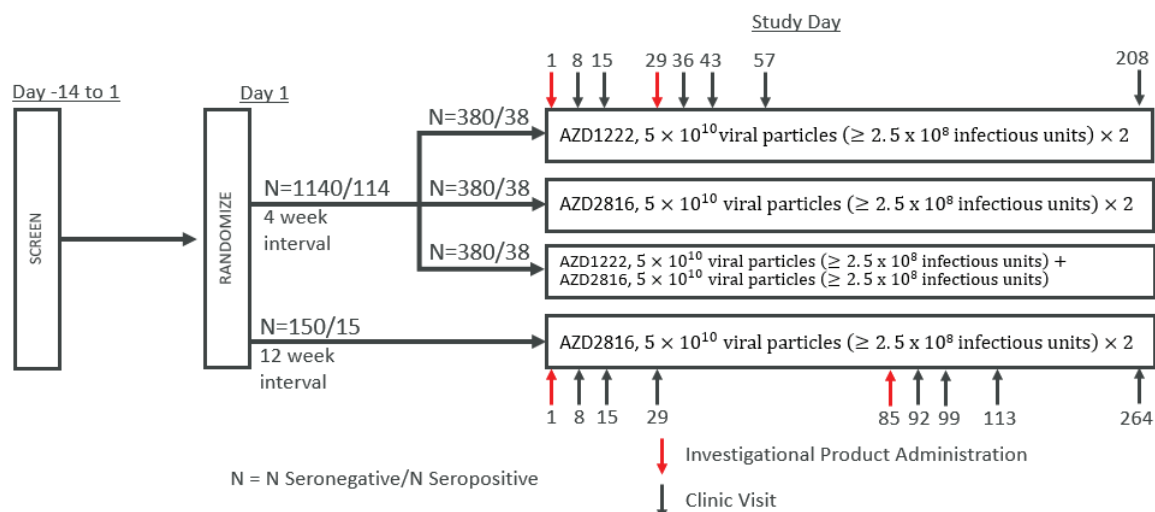 Study Day
1 8 15 29 36 43 57 208
Day -14 to 1
Day 1
SCREEN
RANDOMIZE
N=1140/114
4 week
interval
N=380/38
AZD1222, 5 × 10¹⁰ viral particles (≥ 2.5 x 10⁸ infectious units) × 2
N=380/38
AZD2816, 5 × 10¹⁰ viral particles (≥ 2.5 x 10⁸ infectious units) × 2
N=380/38
AZD1222, 5 × 10¹⁰ viral particles (≥ 2.5 x 10⁸ infectious units) +
AZD2816, 5 × 10¹⁰ viral particles (≥ 2.5 x 10⁸ infectious units)
N=150/15
12 week
interval
AZD2816, 5 × 10¹⁰ viral particles (≥ 2.5 x 10⁸ infectious units) × 2
1 8 15 29 85 92 99 113 264
Investigational Product Administration
N = N Seronegative/N Seropositive
Clinic Visit